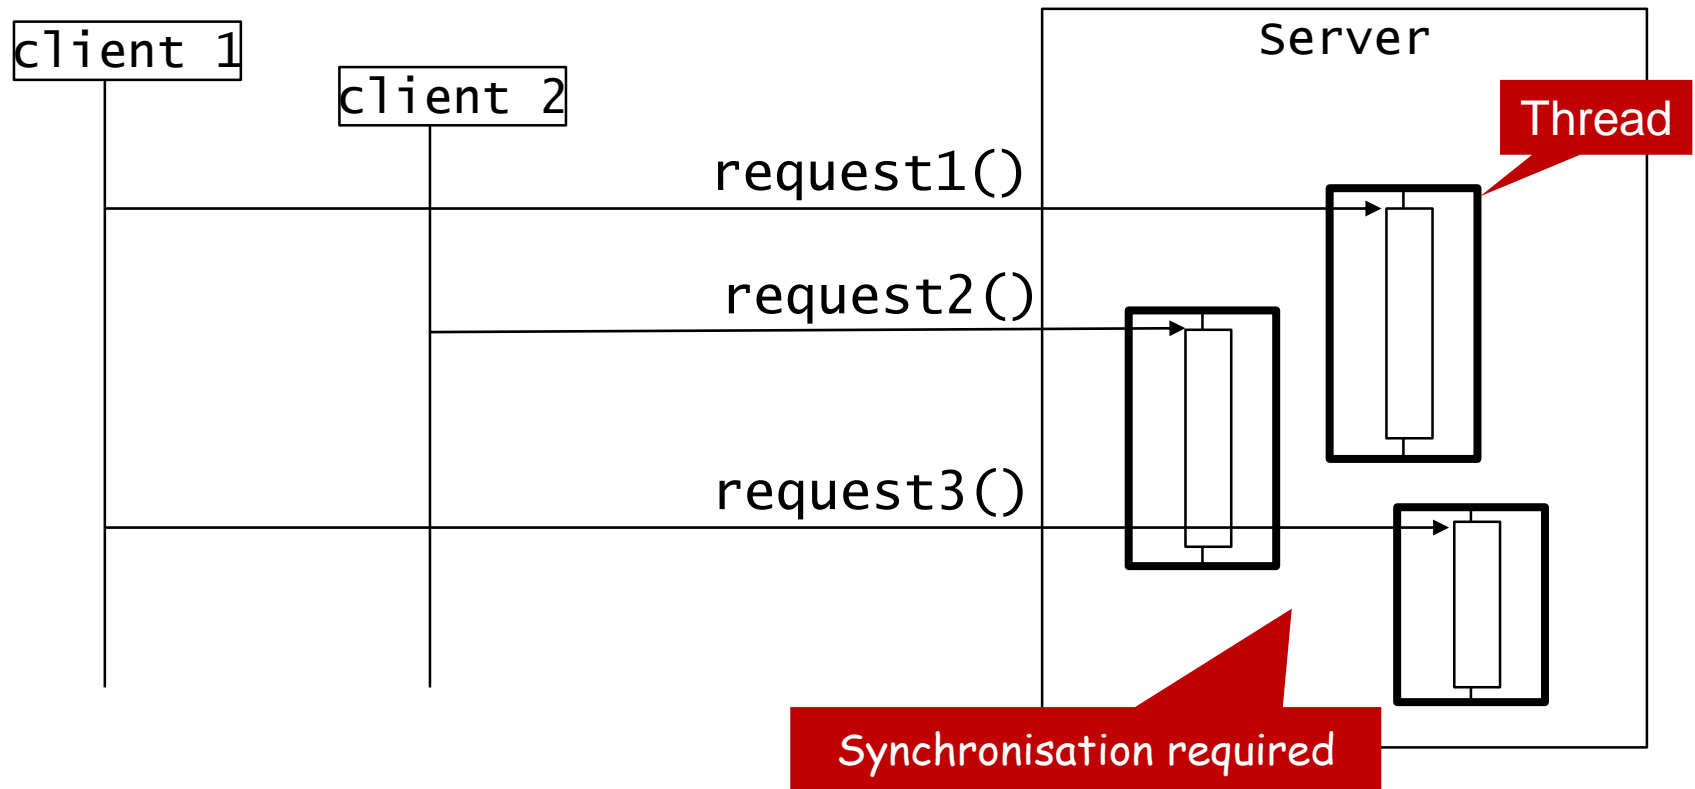 client 1
Server
client 2
Thread
request1()
request2()
request3()
Synchronisation required